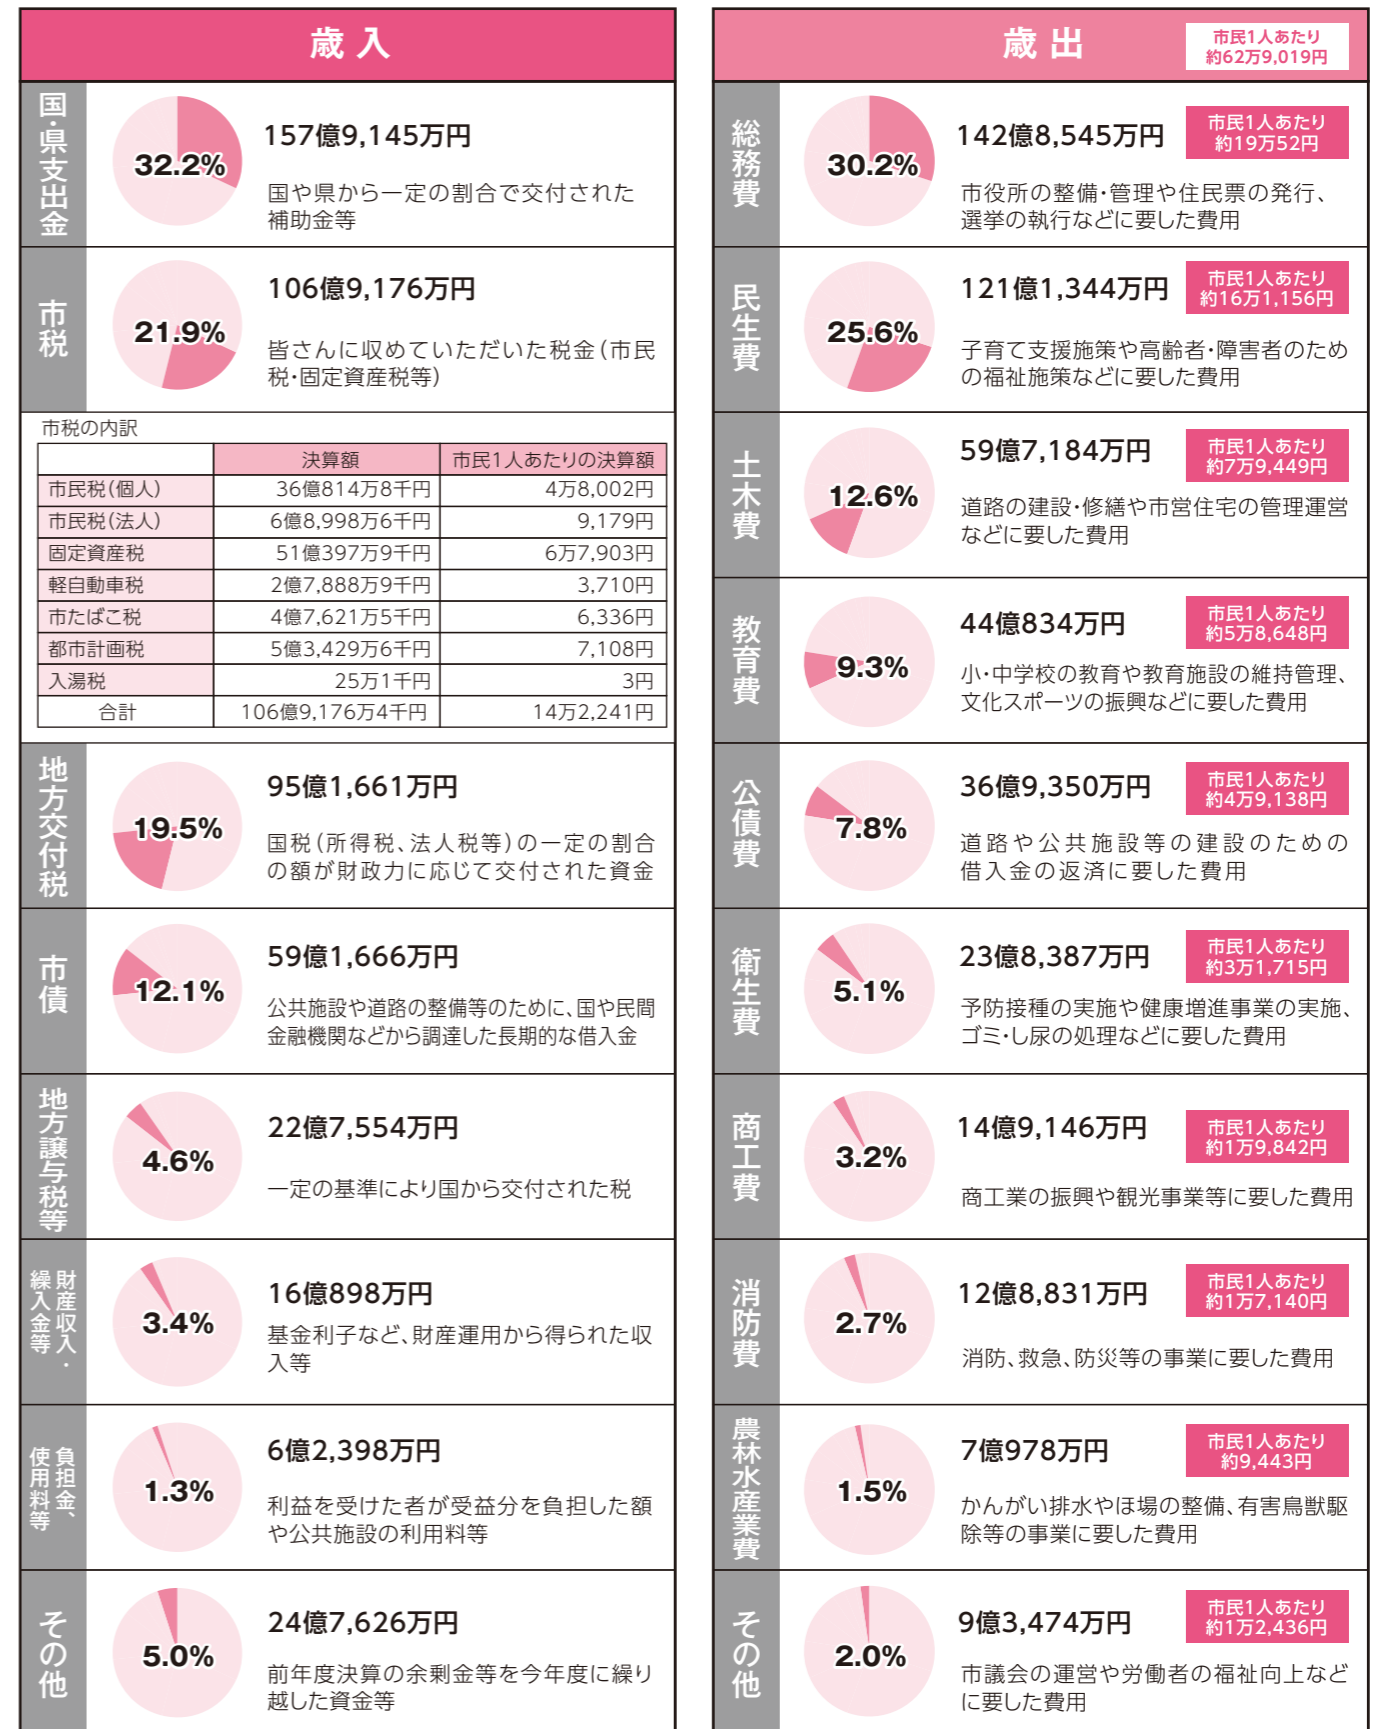 歳入
国・県支出金
32.2%
157億9,145万円
国や県から一定の割合で交付された
補助金等
市税
21.9%
106億9,176万円
皆さんに収めていただいた税金（市民
税・固定資産税等）
市税の内訳
決算額 市民1人あたりの決算額
市民税（個人） 36億814万8千円 4万8,002円
市民税（法人） 6億8,998万6千円 9,179円
固定資産税 51億397万9千円 6万7,903円
軽自動車税 2億7,888万9千円 3,710円
市たばこ税 4億7,621万5千円 6,336円
都市計画税 5億3,429万6千円 7,108円
入湯税 25万1千円 3円
合計 106億9,176万4千円 14万2,241円
地方交付税
19.5%
95億1,661万円
国税（所得税、法人税等）の一定の割合
の額が財政力に応じて交付された資金
市債
12.1%
59億1,666万円
公共施設や道路の整備等のために、国や民間
金融機関などから調達した長期的な借入金
地方譲与税等
4.6%
22億7,554万円
一定の基準により国から交付された税
財産収入・
繰入金等
3.4%
16億898万円
基金利子など、財産運用から得られた収
入等
負担金、
使用料等
1.3%
6億2,398万円
利益を受けた者が受益分を負担した額
や公共施設の利用料等
その他
5.0%
24億7,626万円
前年度決算の余剰金等を今年度に繰り
越した資金等
歳出
市民1人あたり
約62万9,019円
総務費
30.2%
142億8,545万円
市民1人あたり
約19万52円
市役所の整備・管理や住民票の発行、
選挙の執行などに要した費用
民生費
25.6%
121億1,344万円
市民1人あたり
約16万1,156円
子育て支援施策や高齢者・障害者のため
の福祉施策などに要した費用
土木費
12.6%
59億7,184万円
市民1人あたり
約7万9,449円
道路の建設・修繕や市営住宅の管理運営
などに要した費用
教育費
9.3%
44億834万円
市民1人あたり
約5万8,648円
小・中学校の教育や教育施設の維持管理、
文化スポーツの振興などに要した費用
公債費
7.8%
36億9,350万円
市民1人あたり
約4万9,138円
道路や公共施設等の建設のための
借入金の返済に要した費用
衛生費
5.1%
23億8,387万円
市民1人あたり
約3万1,715円
予防接種の実施や健康増進事業の実施、
ゴミ・し尿の処理などに要した費用
商工費
3.2%
14億9,146万円
市民1人あたり
約1万9,842円
商工業の振興や観光事業等に要した費用
消防費
2.7%
12億8,831万円
市民1人あたり
約1万7,140円
消防、救急、防災等の事業に要した費用
農林水産業費
1.5%
7億978万円
市民1人あたり
約9,443円
かんがい排水やほ場の整備、有害鳥獣駆
除等の事業に要した費用
その他
2.0%
9億3,474万円
市民1人あたり
約1万2,436円
市議会の運営や労働者の福祉向上など
に要した費用